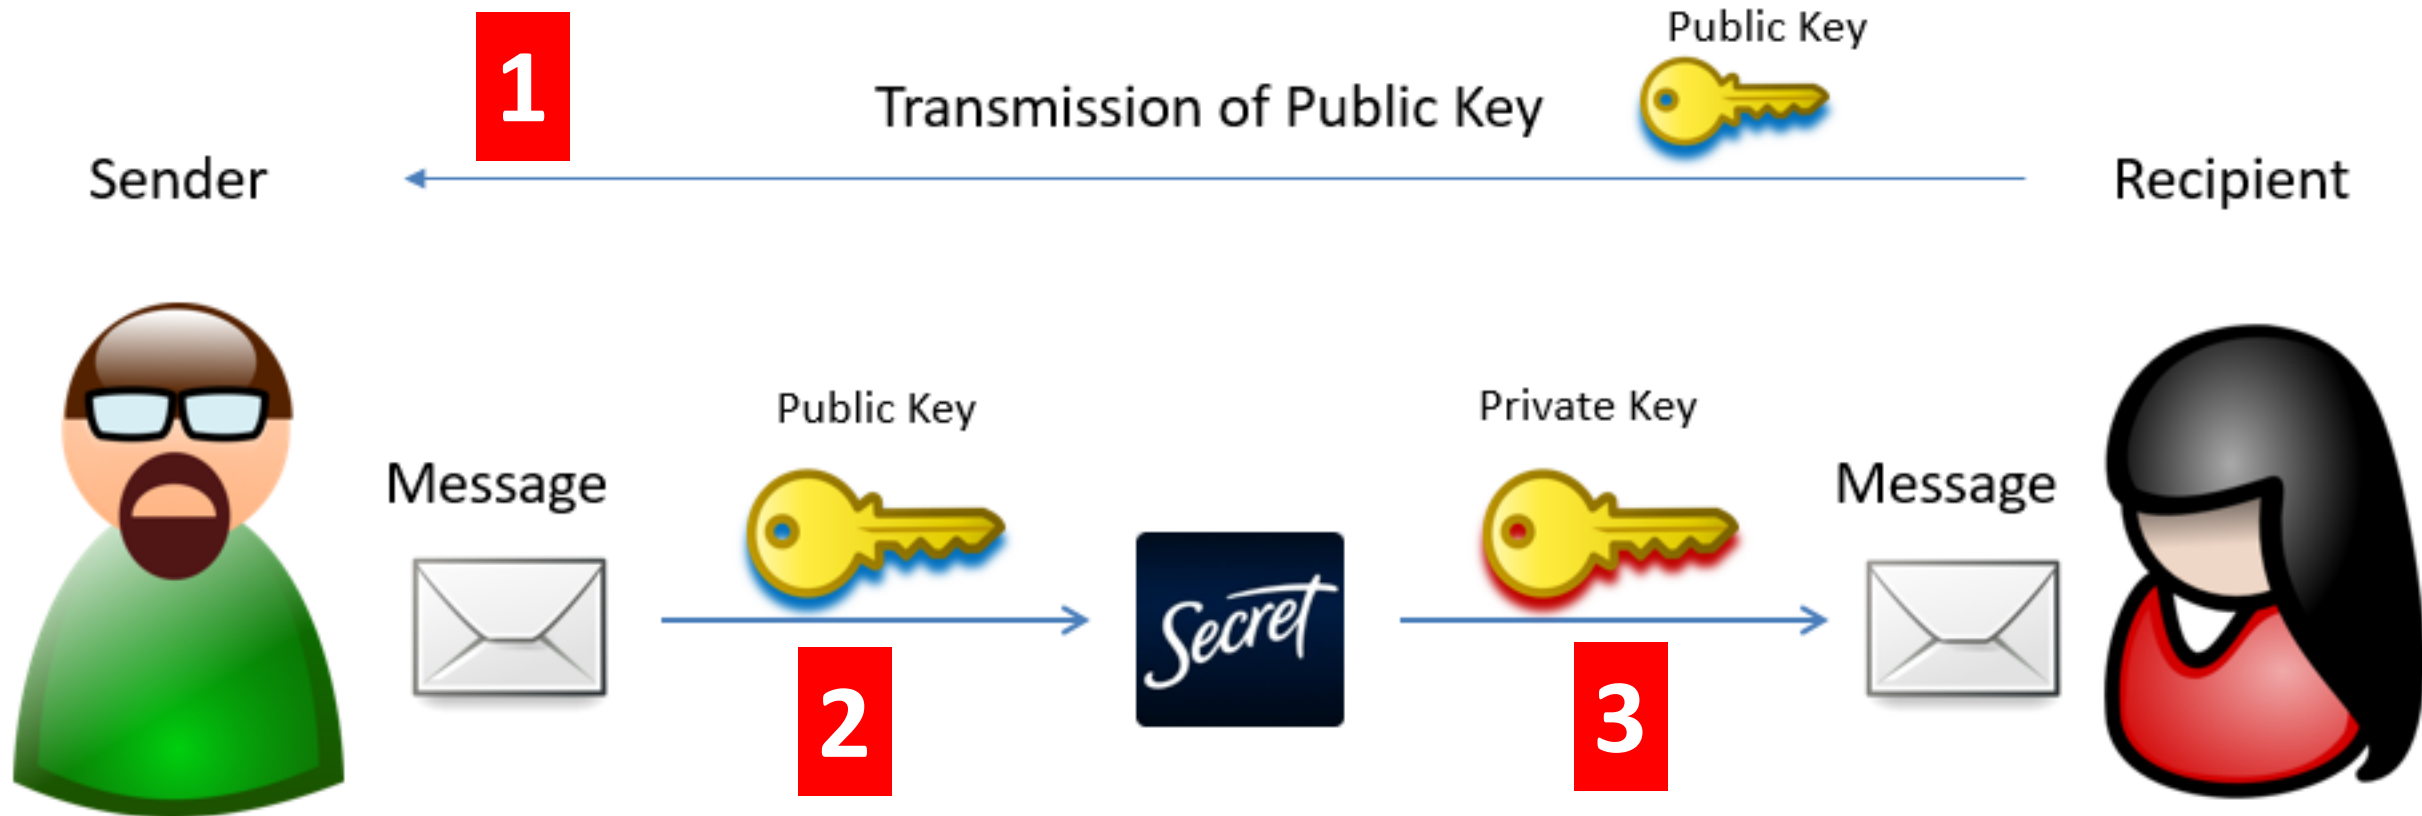 1
Public Key
Transmission of Public Key
Sender
Recipient
Public Key
Private Key
Message
Message
Secret
2
3